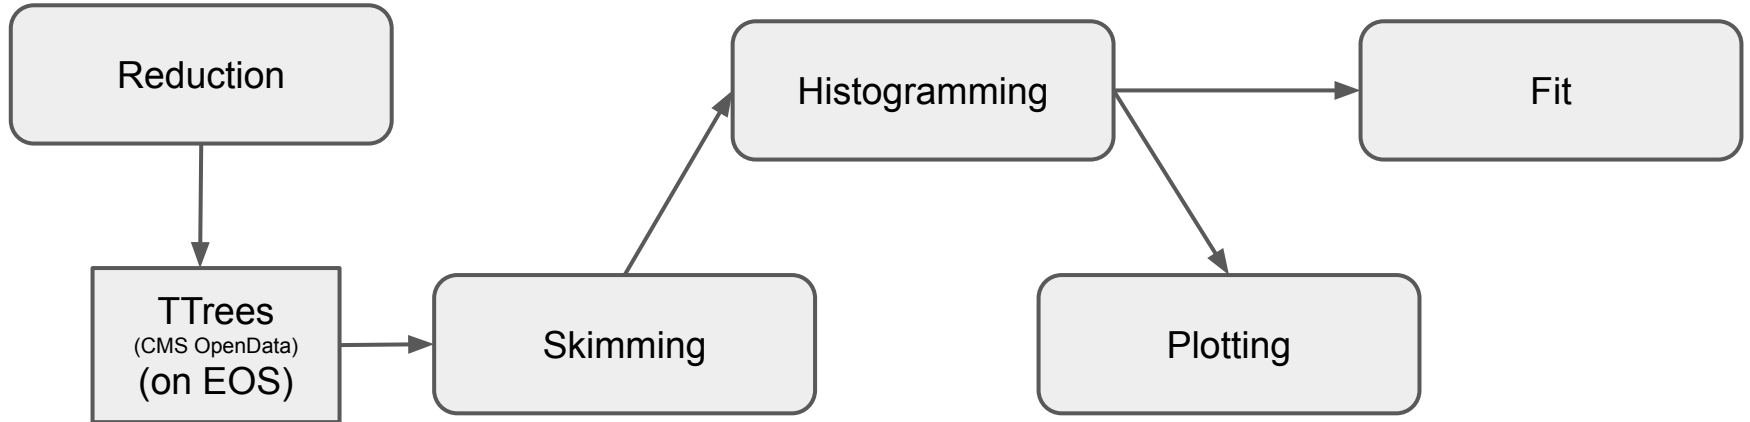 Reduction
Histogramming
Fit
TTrees
(CMS OpenData)
(on EOS)
Skimming
Plotting